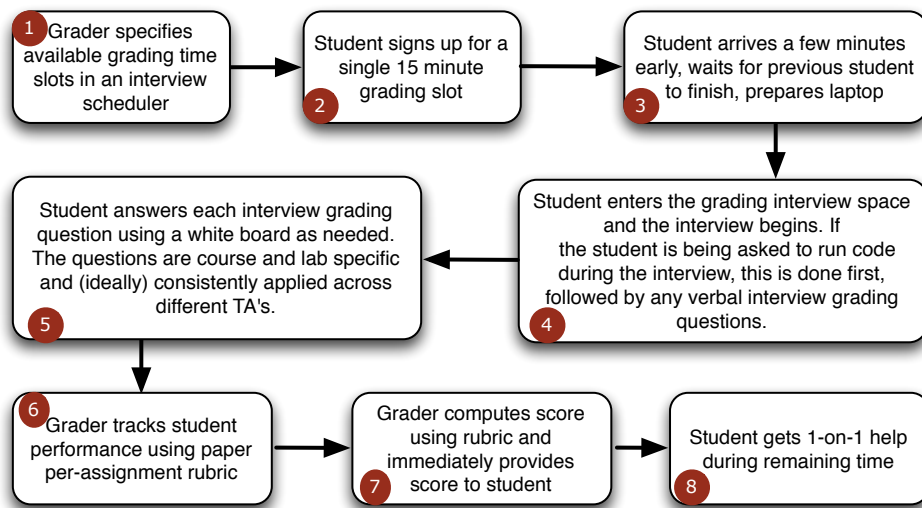 1
Grader specifies
available grading time
slots in an interview
scheduler
Student signs up for a
single 15 minute
grading slot
2
Student arrives a few minutes
early, waits for previous student
to finish, prepares laptop
3
Student enters the grading interview space
and the interview begins. If
the student is being asked to run code
during the interview, this is done first,
followed by any verbal interview grading
questions.
4
Student answers each interview grading
question using a white board as needed.
The questions are course and lab specific
and (ideally) consistently applied across
different TA's.
5
6
Grader tracks student
performance using paper
per-assignment rubric
Grader computes score
using rubric and
immediately provides
score to student
7
Student gets 1-on-1 help
during remaining time
8